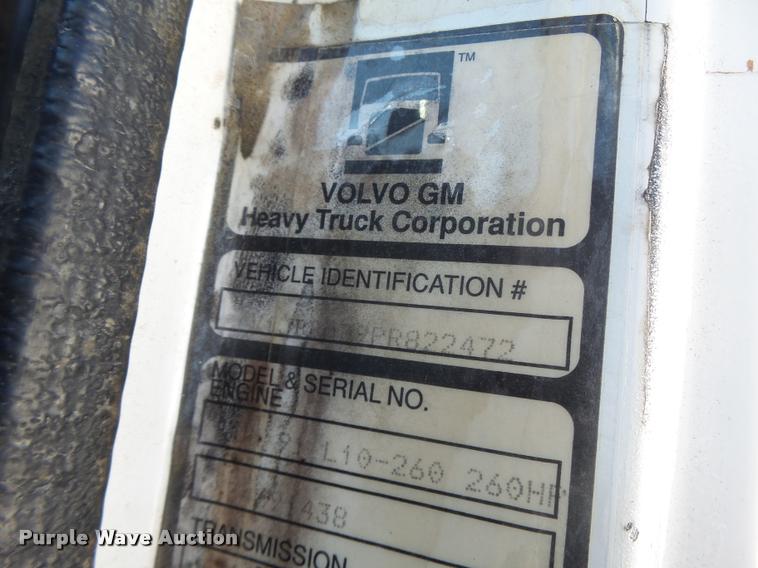 TM
VOLVO GM
Heavy Truck Corporation
VEHICLE IDENTIFICATION #
PR822472
MODEL & SERIAL NO.
ENGINE
L10-260 260HP
438
TRANSMISSION
Purple Wave Auction